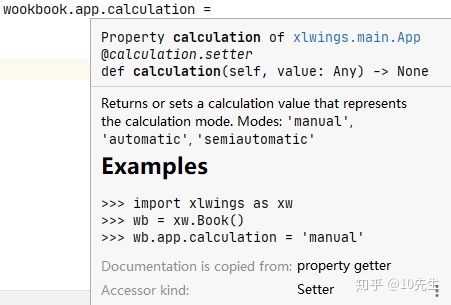 wookbook.app.calculation =
Property calculation of xlwings.main.App
@calculation.setter
def calculation(self, value: Any) -> None
Returns or sets a calculation value that represents
the calculation mode. Modes: 'manual',
'automatic', 'semiautomatic'
Examples
>>> import xlwings as xw
>>> wb = xw.Book()
>>> wb.app.calculation = 'manual'
Documentation is copied from: property getter
Accessor kind: Setter
知乎 @10先生